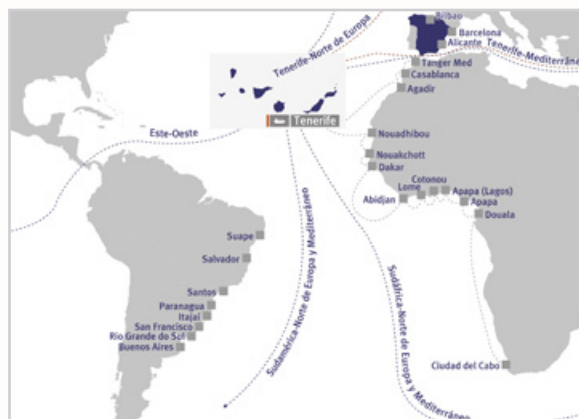 Bilbao
Barcelona
Alicante
Tenerife-Norte de Europa
Tenerife-Mediterráne
Tanger Med
Casablanca
Agadir
Tenerife
Este-Oeste
Nouadhibou
Nouakchott
Dakar
Cotonou
Lome
Apapa (Lagos)
Abidjan
Apapa
Douala
Suape
Salvador
Santos
Paranagua
Itajaí
San Francisco
Rio Grande do Sul
Buenos Aires
Sudamérica-Norte de Europa y Mediterráneo
Sudáfrica-Norte de Europa y Mediterráneo
Ciudad del Cabo